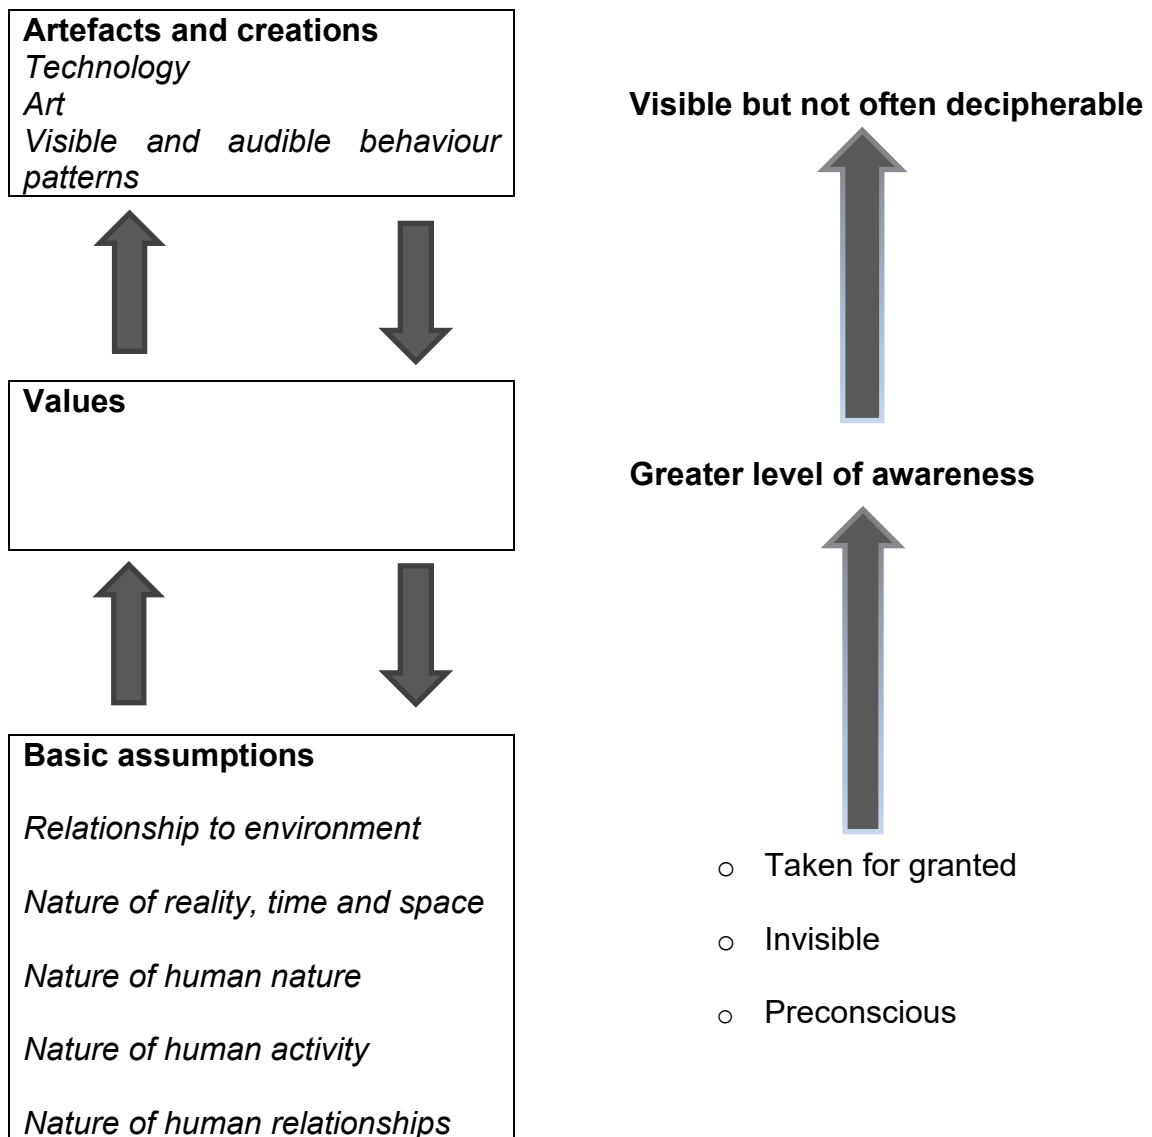 Artefacts and creations
Technology
Art
Visible and audible behaviour
patterns
Visible but not often decipherable
Values
Greater level of awareness
Basic assumptions
Relationship to environment
Nature of reality, time and space
Nature of human nature
Nature of human activity
Nature of human relationships
o Taken for granted
o Invisible
o Preconscious